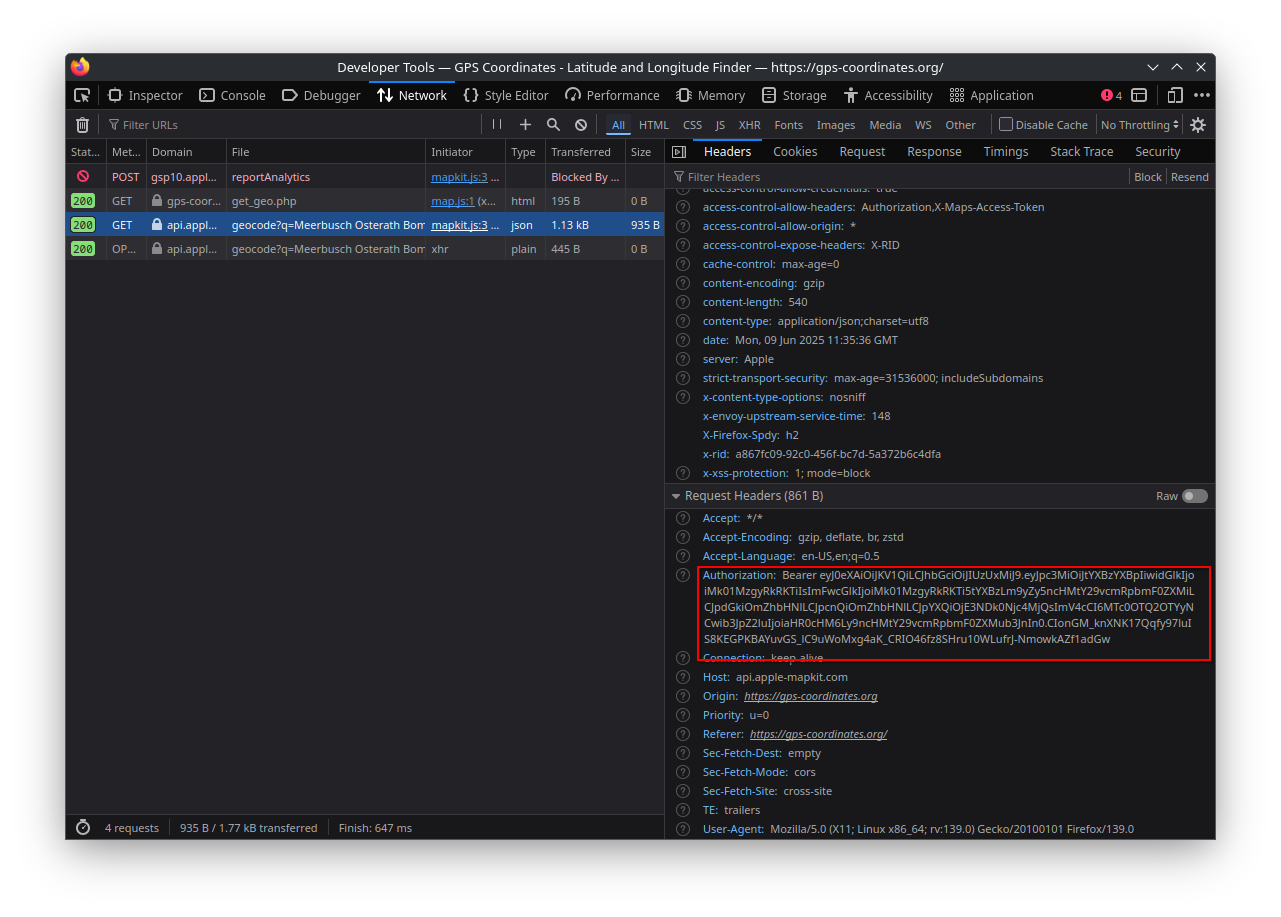 Developer Tools — GPS Coordinates - Latitude and Longitude Finder — https://gps-coordinates.org/
Inspector Console Debugger Network Style Editor Performance Memory Storage Accessibility Application 4
Filter URLs All HTML CSS JS XHR Fonts Images Media WS Other Disable Cache No Throttling
Stat... Met... Domain File Initiator Type Transferred Size
POST gsp10.appl... reportAnalytics mapkit.js:3 ... Blocked By ...
200 GET gps-coor... get_geo.php map.js:1 (x... html 195 B 0 B
200 GET api.appl... geocode?q=Meerbusch Osterath Bom mapkit.js:3 ... json 1.13 kB 935 B
200 OP... api.appl... geocode?q=Meerbusch Osterath Bom xhr plain 445 B 0 B
4 requests 935 B / 1.77 kB transferred Finish: 647 ms
Headers Cookies Request Response Timings Stack Trace Security
Filter Headers Block Resend
access-control-allow-credentials: true
access-control-allow-headers: Authorization,X-Maps-Access-Token
access-control-allow-origin: *
access-control-expose-headers: X-RID
cache-control: max-age=0
content-encoding: gzip
content-length: 540
content-type: application/json;charset=utf8
date: Mon, 09 Jun 2025 11:35:36 GMT
server: Apple
strict-transport-security: max-age=31536000; includeSubdomains
x-content-type-options: nosniff
x-envoy-upstream-service-time: 148
X-Firefox-Spdy: h2
x-rid: a867fc09-92c0-456f-bc7d-5a372b6c4dfa
x-xss-protection: 1; mode=block
Request Headers (861 B) Raw
Accept: */*
Accept-Encoding: gzip, deflate, br, zstd
Accept-Language: en-US,en;q=0.5
Authorization: Bearer eyJ0eXAiOiJKV1QiLCJhbGciOiJIUzUxMiJ9.eyJpc3MiOiJtYXBzYXBpIiwidGlkIjo
iMk01MzgyRkRKTiIsImFwcGlkIjoiMk01MzgyRkRKTi5tYXBzLm9yZy5ncHMtY29vcmRpbmF0ZXMiL
CJpdGkiOmZhbHNlLCJpcnQiOmZhbHNlLCJpYXQiOjE3NDk0Njc4MjQsImV4cCI6MTc0OTQ2OTYyN
Cwib3JpZ2luIjoiaHR0cHM6Ly9ncHMtY29vcmRpbmF0ZXMub3JnIn0.CIonGM_knXNK17Qqfy97luI
S8KEGPKBAYuvGS_lC9uWoMxg4aK_CRIO46fz8SHru10WLufrJ-NmowkAZf1adGw
Connection: keep-alive
Host: api.apple-mapkit.com
Origin: https://gps-coordinates.org
Priority: u=0
Referer: https://gps-coordinates.org/
Sec-Fetch-Dest: empty
Sec-Fetch-Mode: cors
Sec-Fetch-Site: cross-site
TE: trailers
User-Agent: Mozilla/5.0 (X11; Linux x86_64; rv:139.0) Gecko/20100101 Firefox/139.0